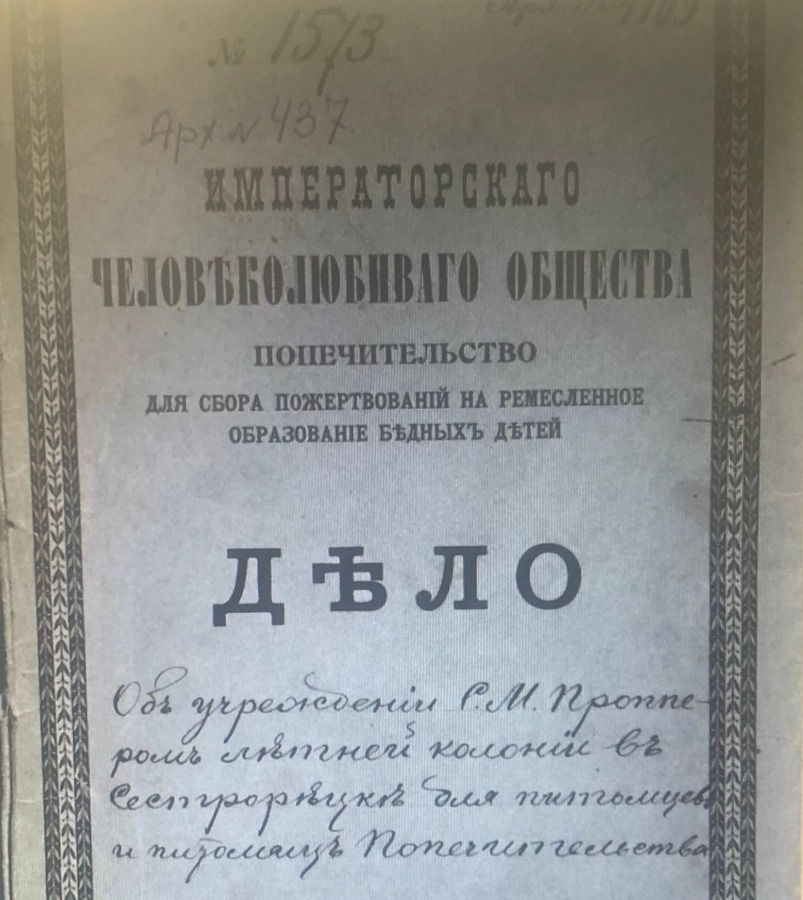 № 1573
Арх № 437
ИМПЕРАТОРСКАГО
ЧЕЛОВѢКОЛЮБИВАГО ОБЩЕСТВА
ПОПЕЧИТЕЛЬСТВО
ДЛЯ СБОРА ПОЖЕРТВОВАНІЙ НА РЕМЕСЛЕННОЕ
ОБРАЗОВАНІЕ БѢДНЫХЪ ДѢТЕЙ
ДѢЛО
Объ учрежденіи С. М. Проппе-
ромъ лѣтней колоніи въ
Сестрорѣцкѣ для питомцевъ
и питомицъ Попечительства